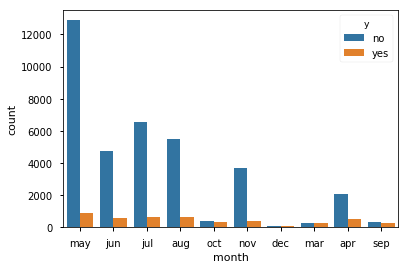 y
no
yes
12000
10000
8000
6000
4000
2000
0
count
may jun jul aug oct nov dec mar apr sep
month